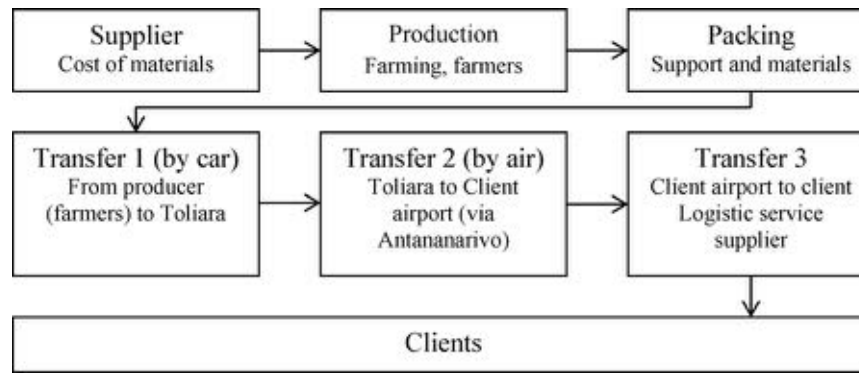 Supplier
Cost of materials
Production
Farming, farmers
Packing
Support and materials
Transfer 1 (by car)
From producer
(farmers) to Toliara
Transfer 2 (by air)
Toliara to Client
airport (via
Antananarivo)
Transfer 3
Client airport to client
Logistic service
supplier
Clients